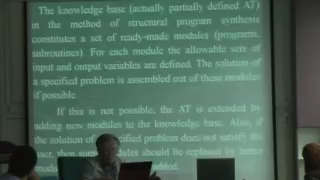 The knowledge base (actually partially defined AT)
in the method of structural program synthesis
constitutes a set of ready-made modules (programs,
subroutines). For each module the allowable sets of
input and output variables are defined. The solution of
a specified problem is assembled out of these modules
if possible.
If this is not possible, the AT is extended by
adding new modules to the knowledge base. Also, if
the solution of specified problem does not satisfy the
user, then some modules should be replaced by better
modu added.